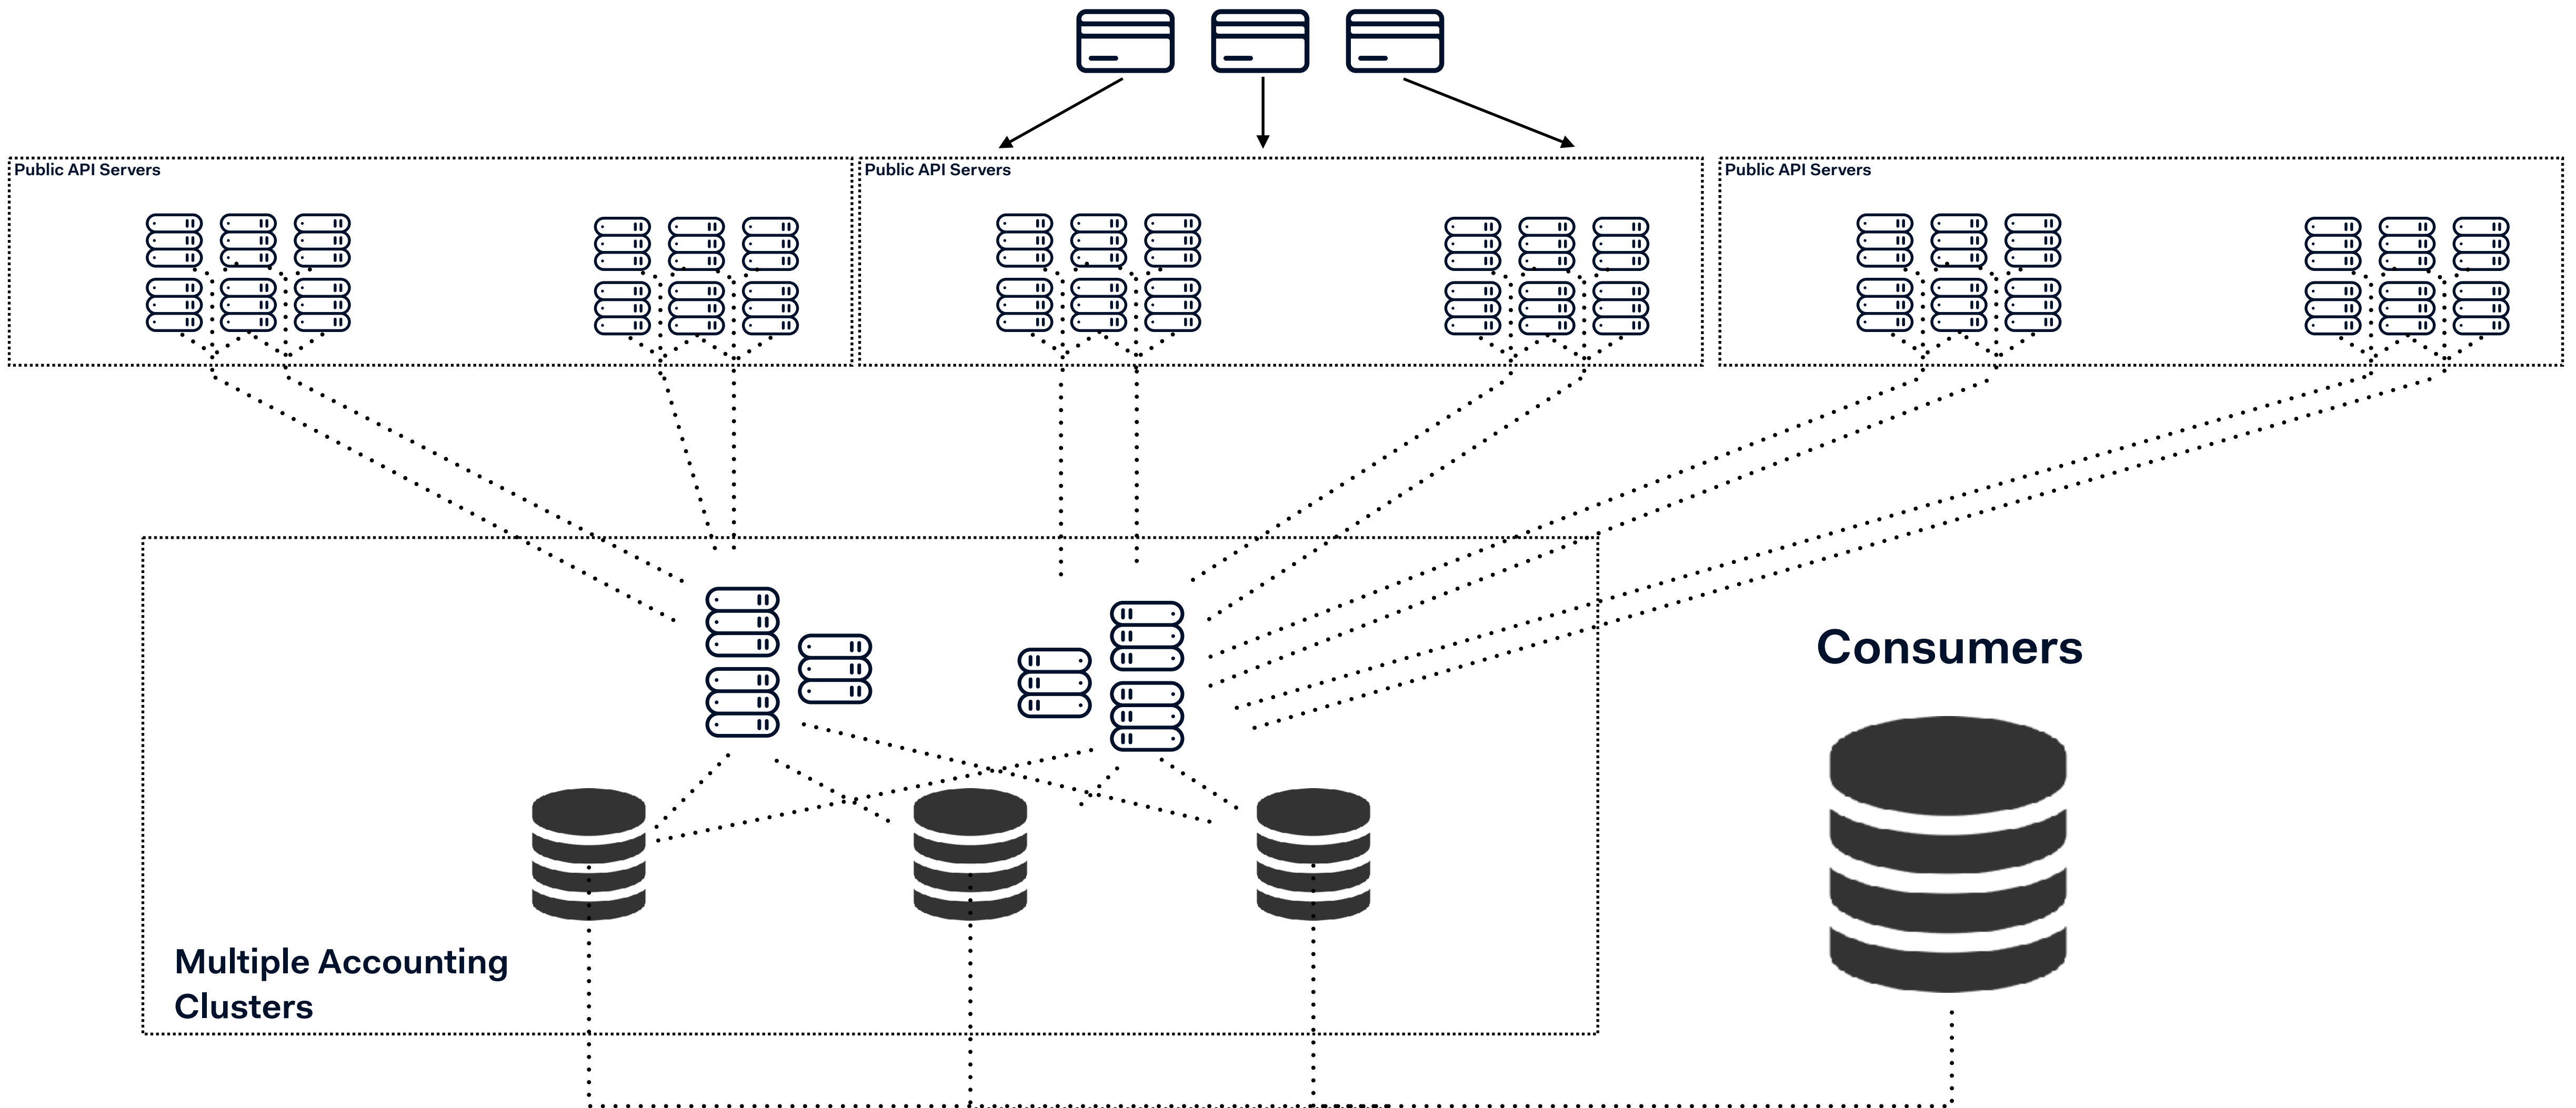 Public API Servers
Public API Servers
Public API Servers
Consumers
Multiple Accounting
Clusters